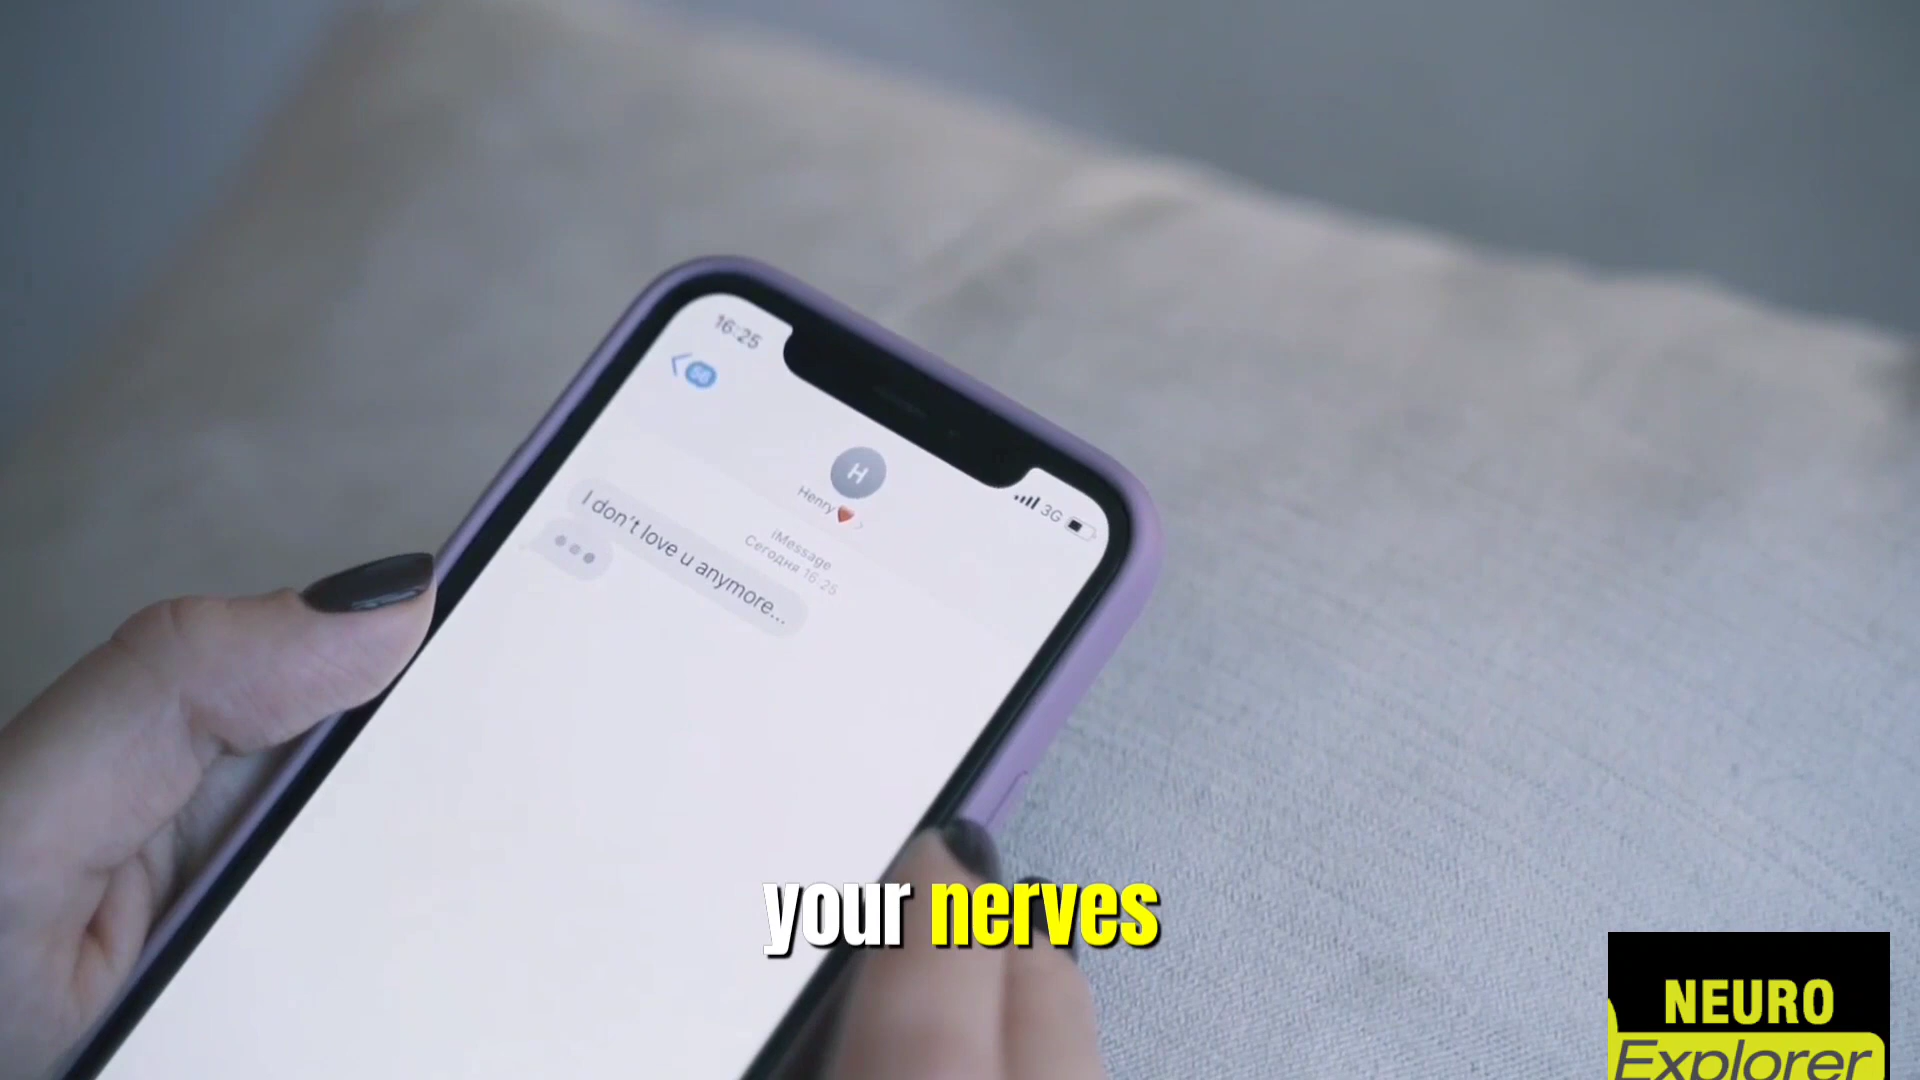 16:25
H
Henry❤️
3G
iMessage
Сегодня 16:25
I don't love u anymore...
your nerves
NEURO
Explorer